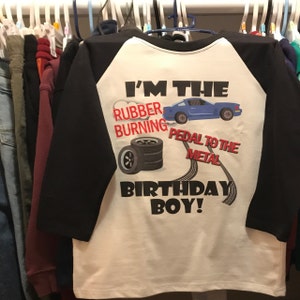 I'M THE
RUBBER
BURNING
PEDAL TO THE
METAL
BIRTHDAY
BOY!